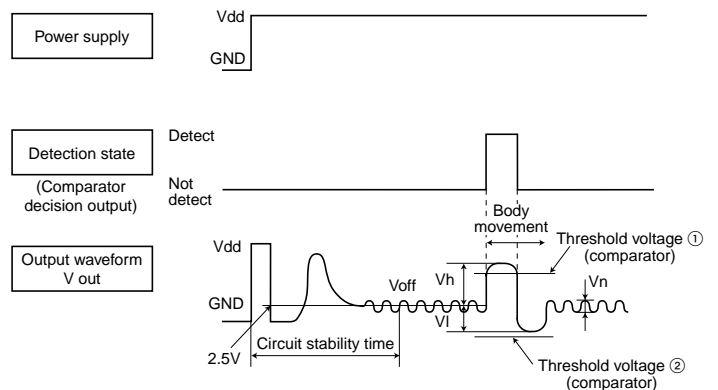 Power supply
Vdd
GND
Detection state
(Comparator
decision output)
Detect
Not
detect
Body
movement
Output waveform
V out
Vdd
GND
2.5V
Voff
Circuit stability time
Vh
Vl
Threshold voltage ①
(comparator)
Vn
Threshold voltage ②
(comparator)